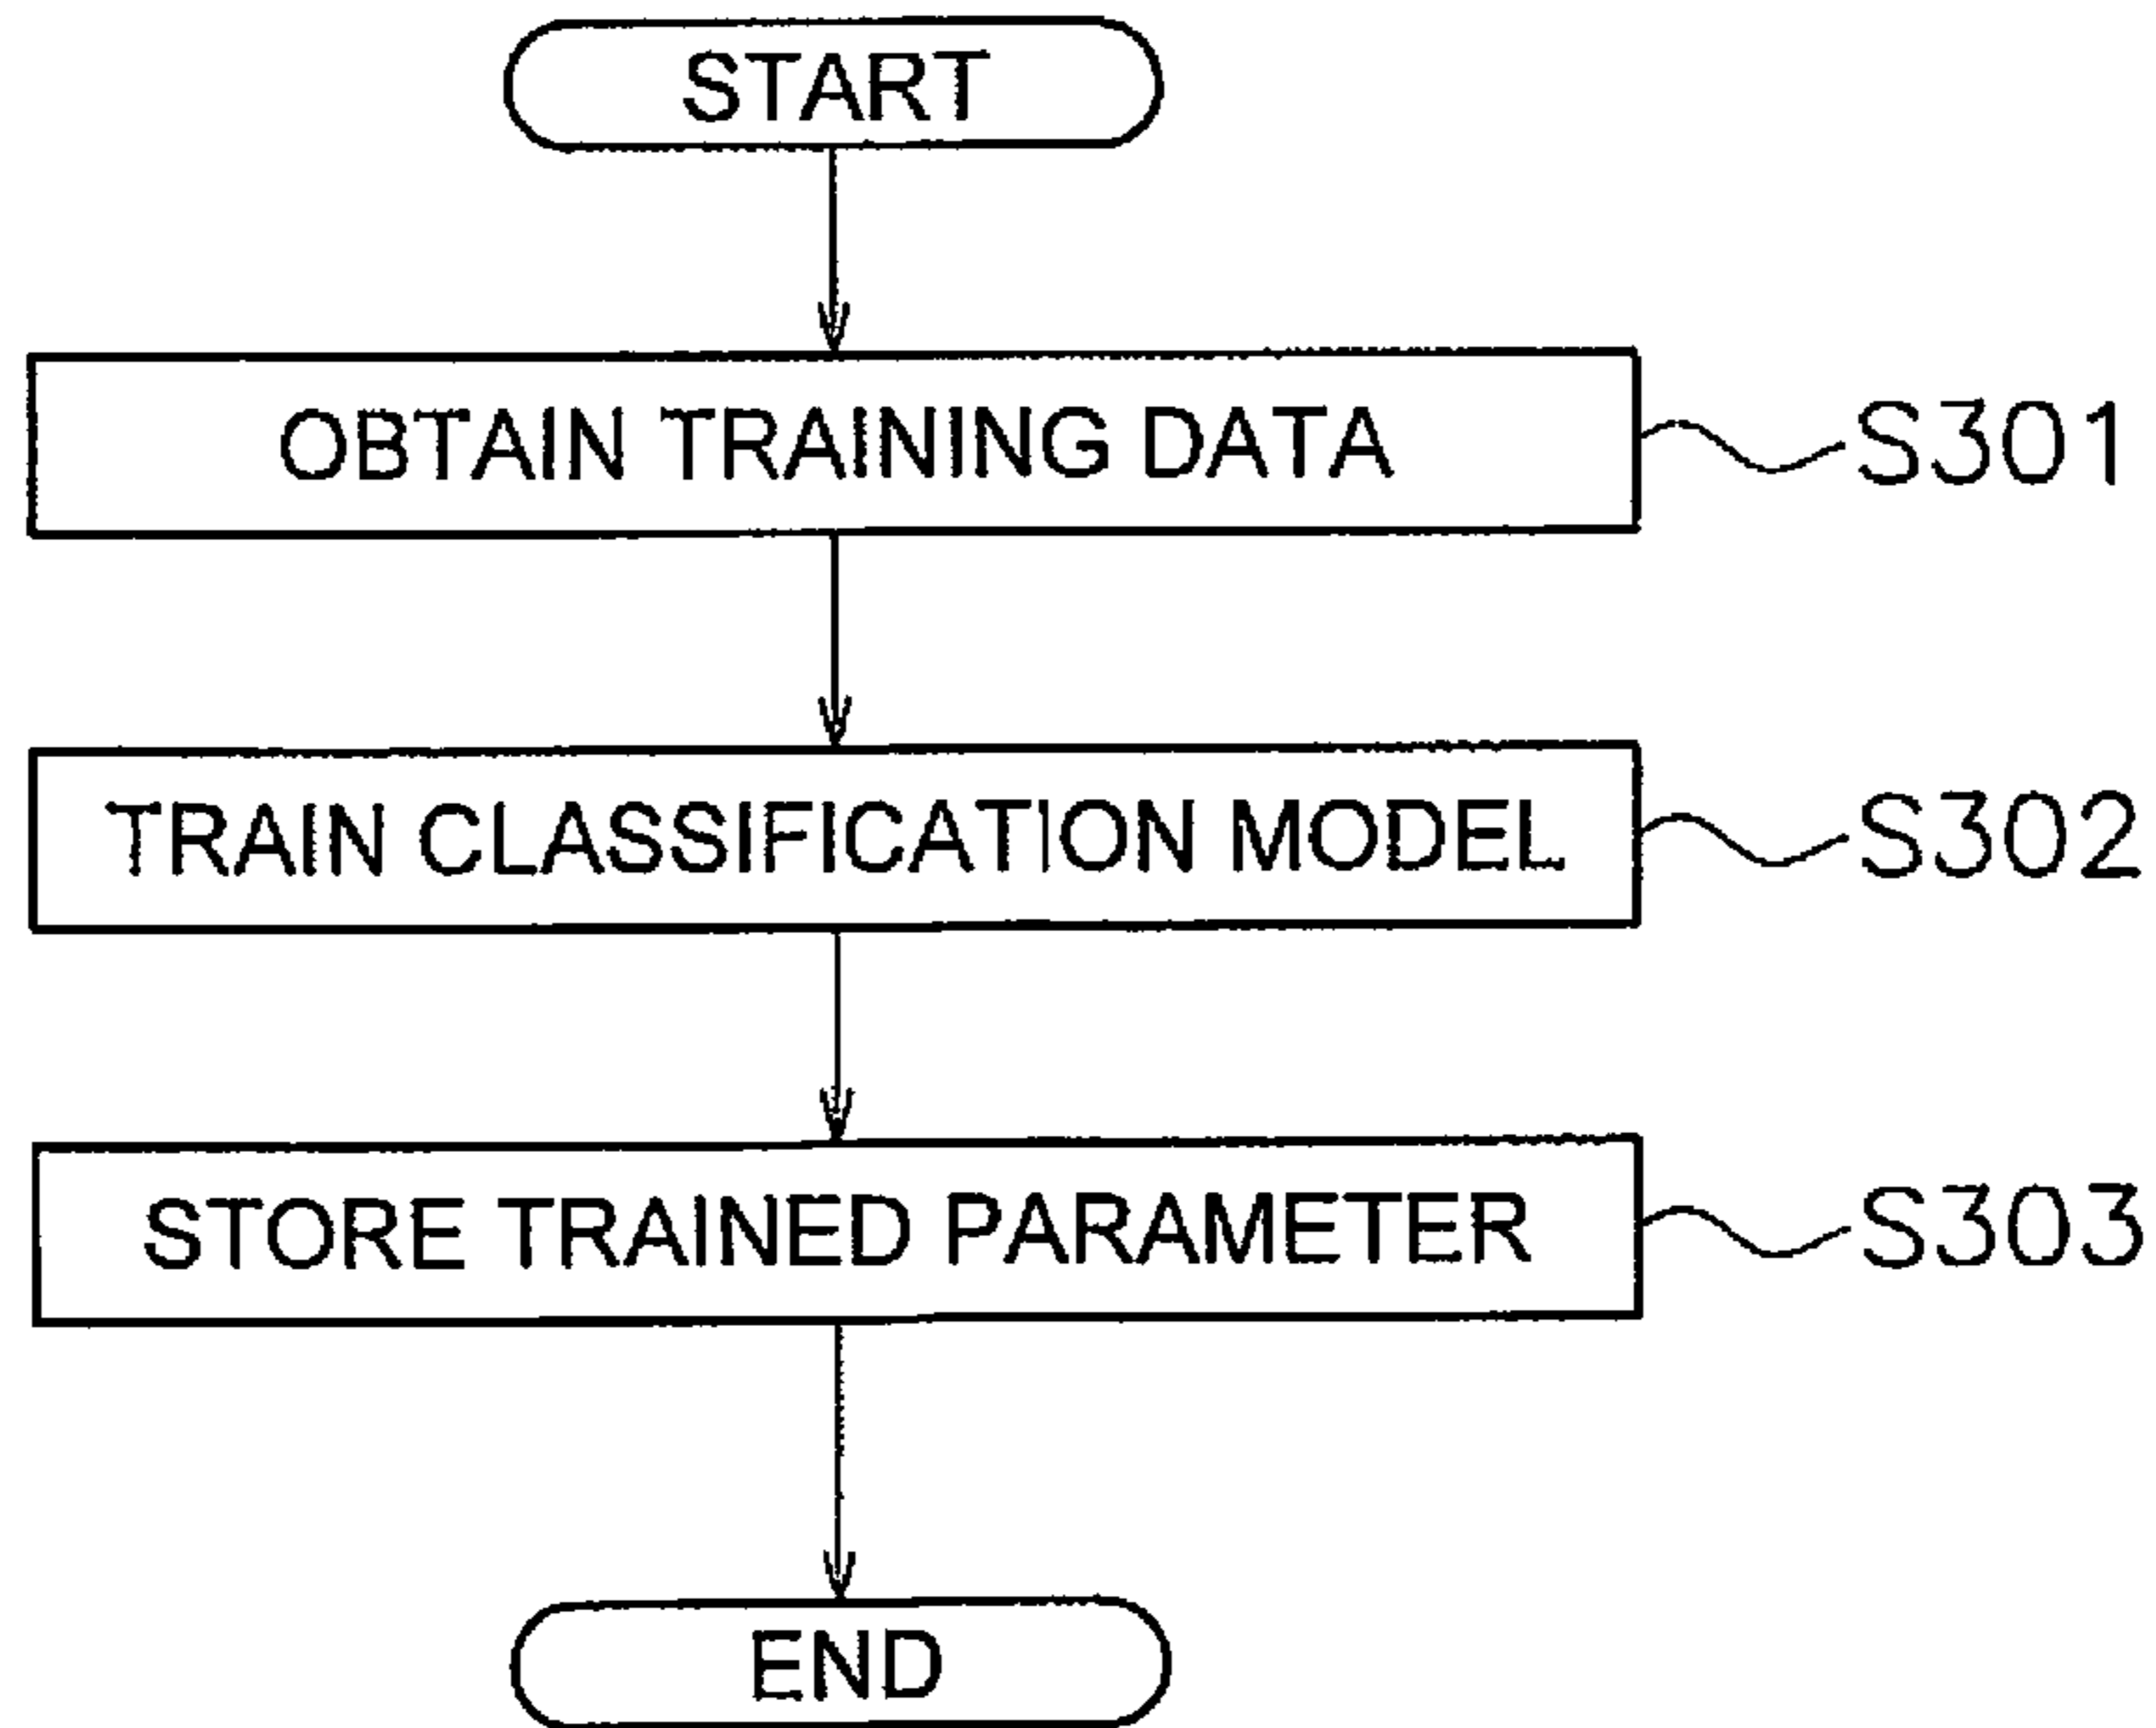 START
OBTAIN TRAINING DATA S301
TRAIN CLASSIFICATION MODEL S302
STORE TRAINED PARAMETER S303
END